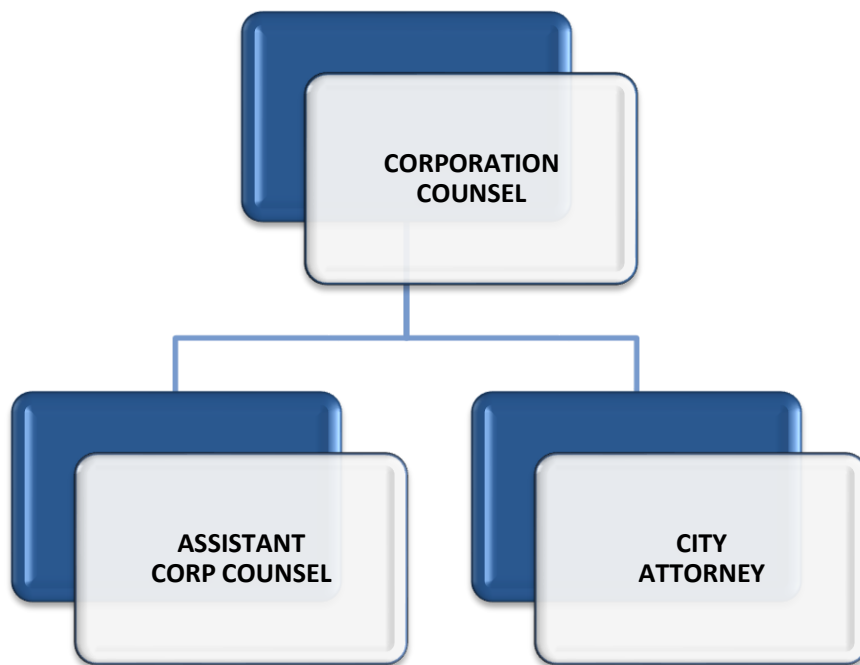 CORPORATION
COUNSEL
ASSISTANT
CORP COUNSEL
CITY
ATTORNEY